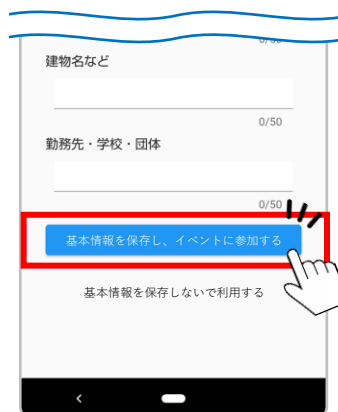 建物名など
0/50
勤務先・学校・団体
0/50
基本情報を保存し、イベントに参加する
基本情報を保存しないで利用する